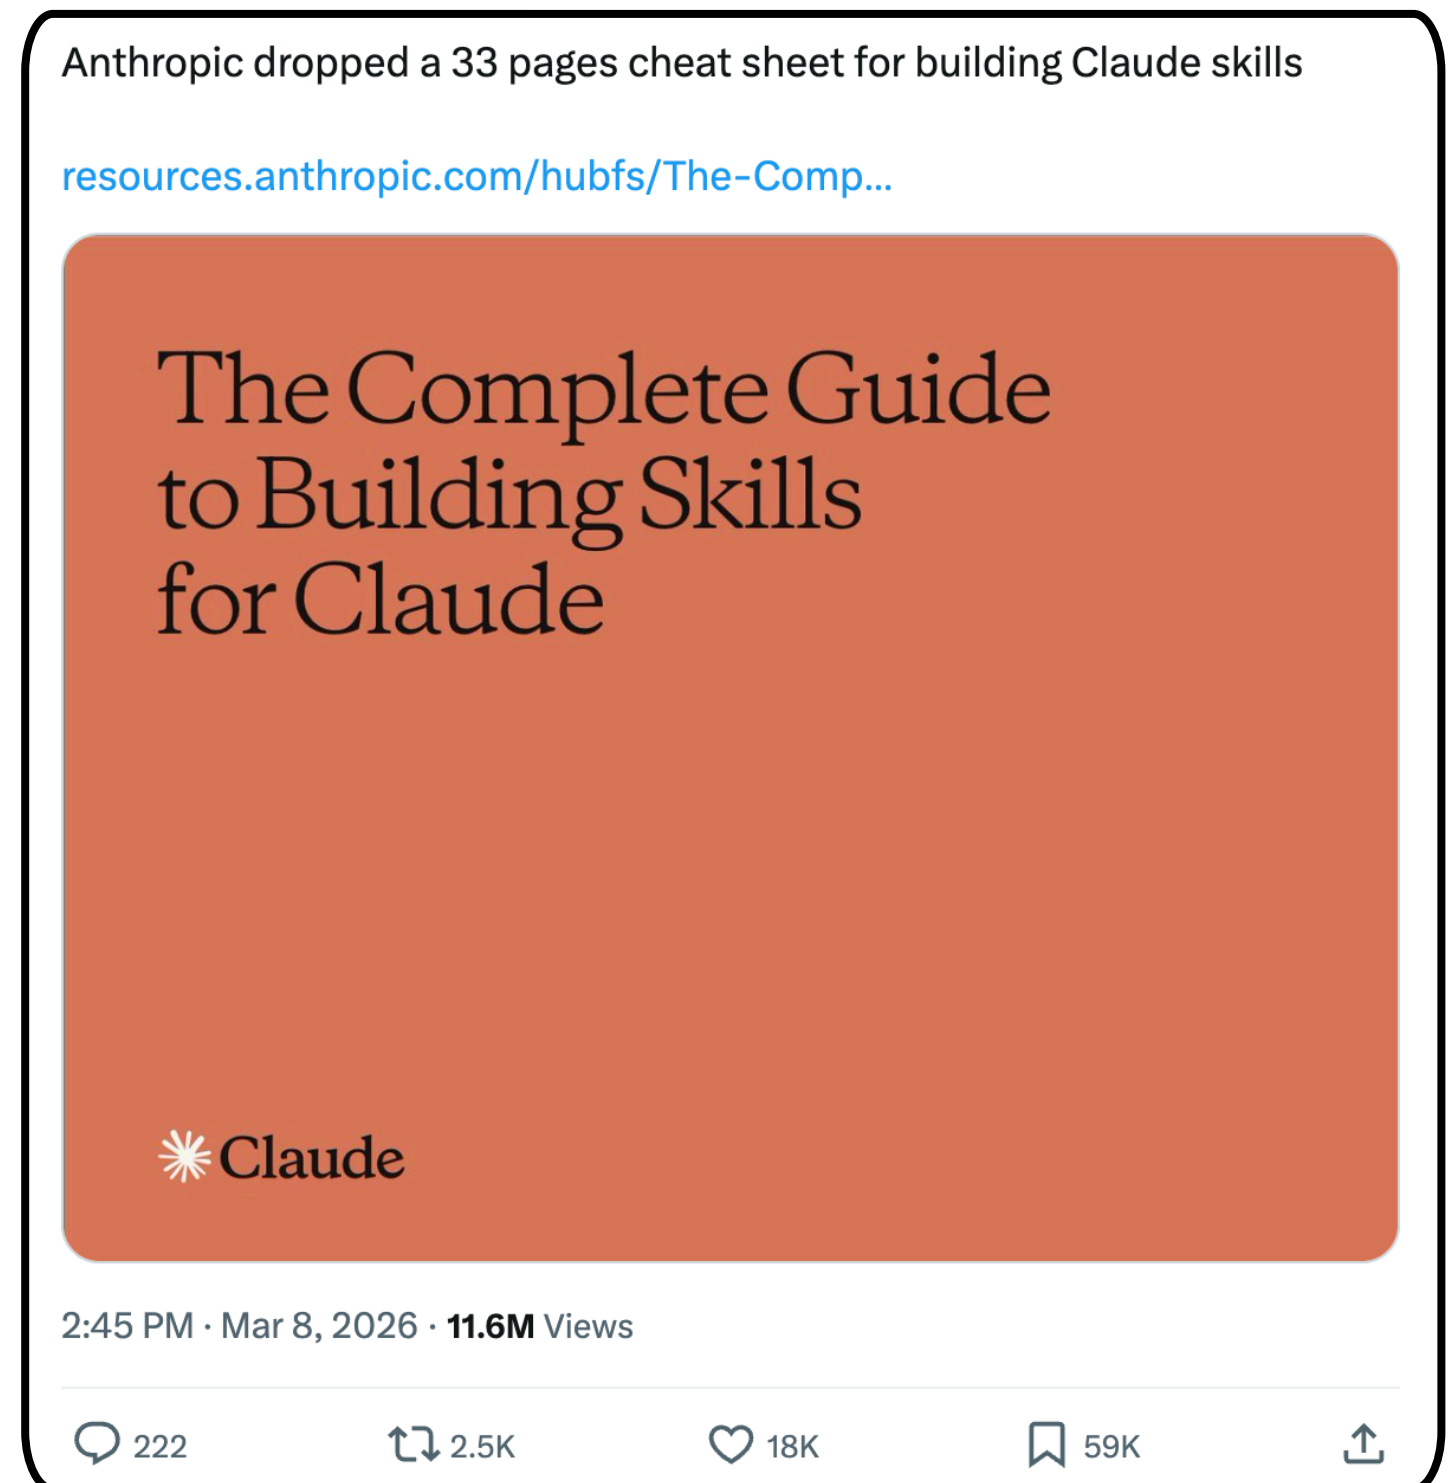 Anthropic dropped a 33 pages cheat sheet for building Claude skills
resources.anthropic.com/hubfs/The-Comp...
The Complete Guide
to Building Skills
for Claude
Claude
2:45 PM · Mar 8, 2026 · 11.6M Views
222 2.5K 18K 59K